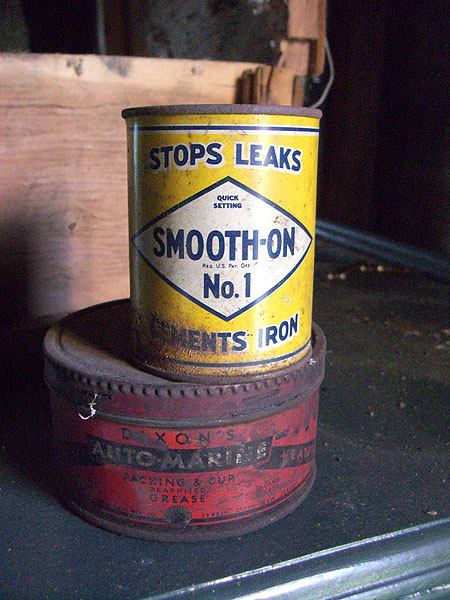 STOPS LEAKS
QUICK
SETTING
SMOOTH-ON
REG. U.S. PAT. OFF.
No.1
CEMENTS IRON
DIXON'S
AUTO-MARINE
PACKING & CUP
GRAPHITED
GREASE